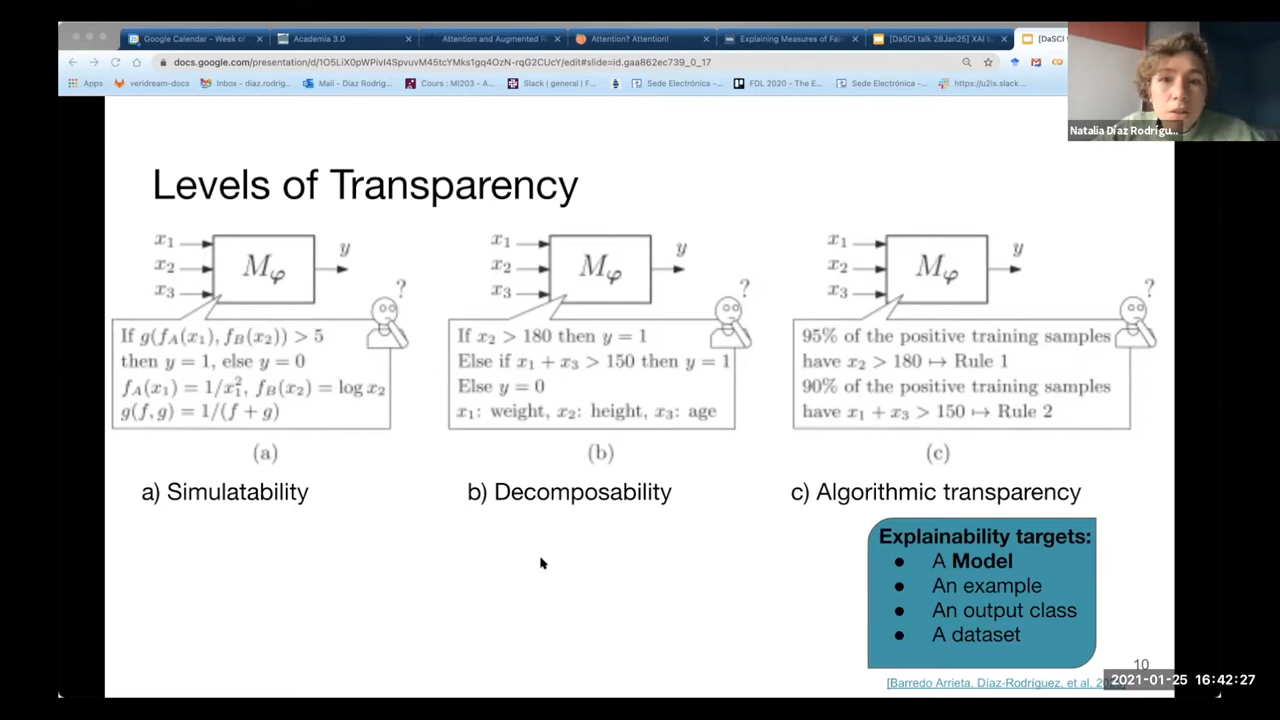 Google Calendar - Week of
Academia 3.0
Attention and Augmented R
Attention? Attention!
Explaining Measures of Fai
[DaSCI talk 28Jan25] XAI to
[DaSCI
docs.google.com/presentation/d/1O5LiX0pWPivI4SpvuvM45tcYMks1gq4OzN-rqG2CUcY/edit#slide=id.gaa862ec739_0_17
Apps
veridream-docs
Inbox - diaz.rodrig...
Mail - Díaz Rodríg...
Cours : MI203 - A...
Slack | general | F...
Sede Electrónica -...
FDL 2020 - The E...
Sede Electrónica -...
https://u2is.slack...
Natalia Díaz Rodrígu...
Levels of Transparency
x₁
x₂
x₃
Mφ
y
?
If g(f_A(x₁), f_B(x₂)) > 5
then y = 1, else y = 0
f_A(x₁) = 1/x₁², f_B(x₂) = log x₂
g(f, g) = 1/(f + g)
(a)
a) Simulatability
x₁
x₂
x₃
Mφ
y
?
If x₂ > 180 then y = 1
Else if x₁ + x₃ > 150 then y = 1
Else y = 0
x₁: weight, x₂: height, x₃: age
(b)
b) Decomposability
x₁
x₂
x₃
Mφ
y
?
95% of the positive training samples
have x₂ > 180 ↦ Rule 1
90% of the positive training samples
have x₁ + x₃ > 150 ↦ Rule 2
(c)
c) Algorithmic transparency
Explainability targets:
● A Model
● An example
● An output class
● A dataset
10
[Barredo Arrieta, Díaz-Rodríguez, et al. 20
2021-01-25 16:42:27